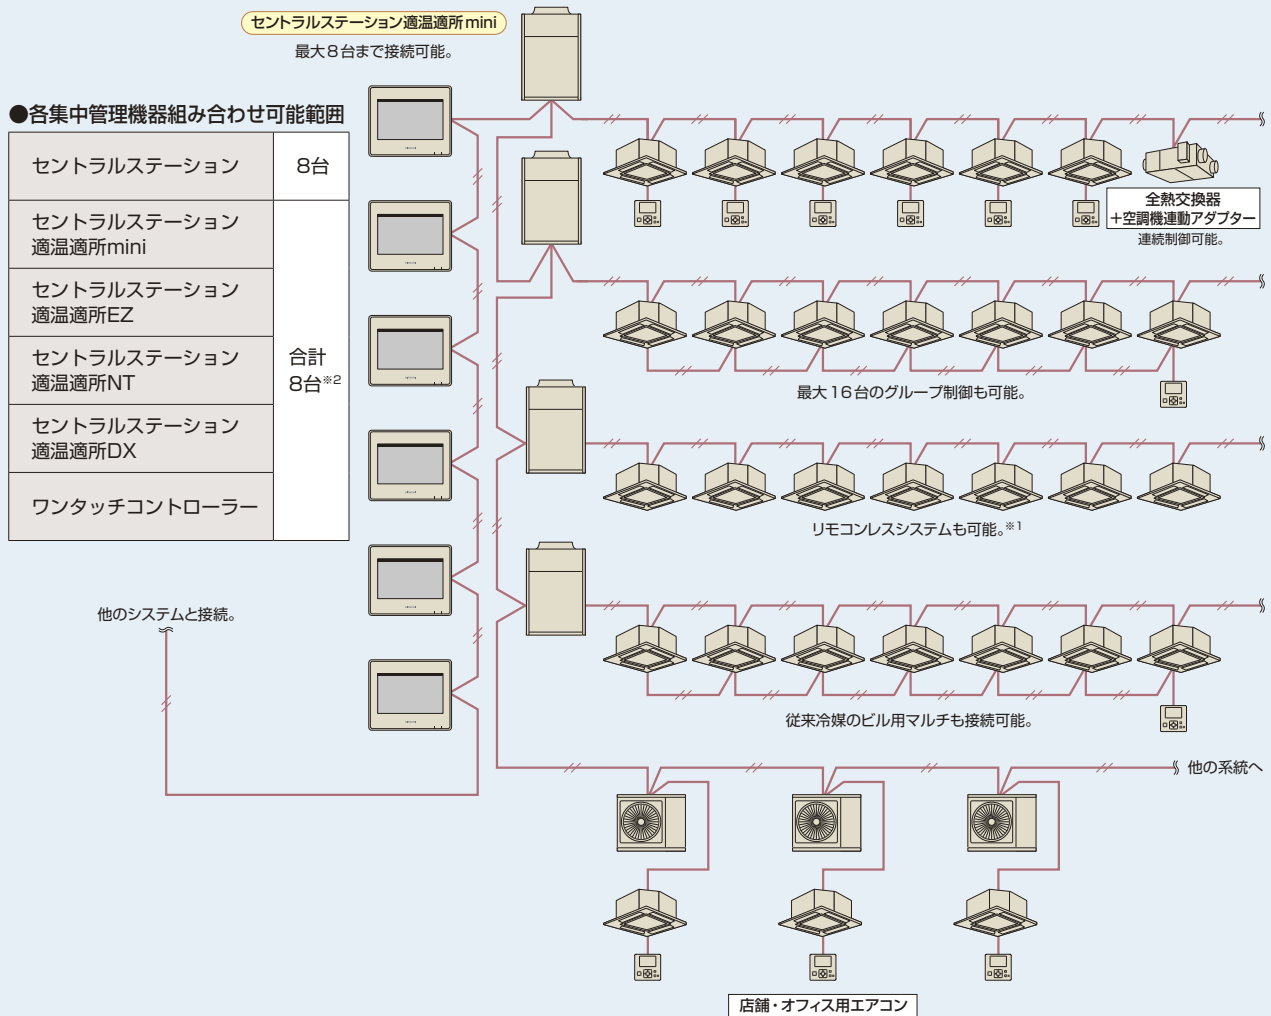 セントラルステーション適温適所mini
最大8台まで接続可能。
●各集中管理機器組み合わせ可能範囲
セントラルステーション
8台
セントラルステーション
適温適所mini
セントラルステーション
適温適所EZ
セントラルステーション
適温適所NT
セントラルステーション
適温適所DX
ワンタッチコントローラー
合計
8台※2
他のシステムと接続。
全熱交換器
+空調機連動アダプター
連続制御可能。
最大16台のグループ制御も可能。
リモコンレスシステムも可能。※1
従来冷媒のビル用マルチも接続可能。
他の系統へ
店舗・オフィス用エアコン